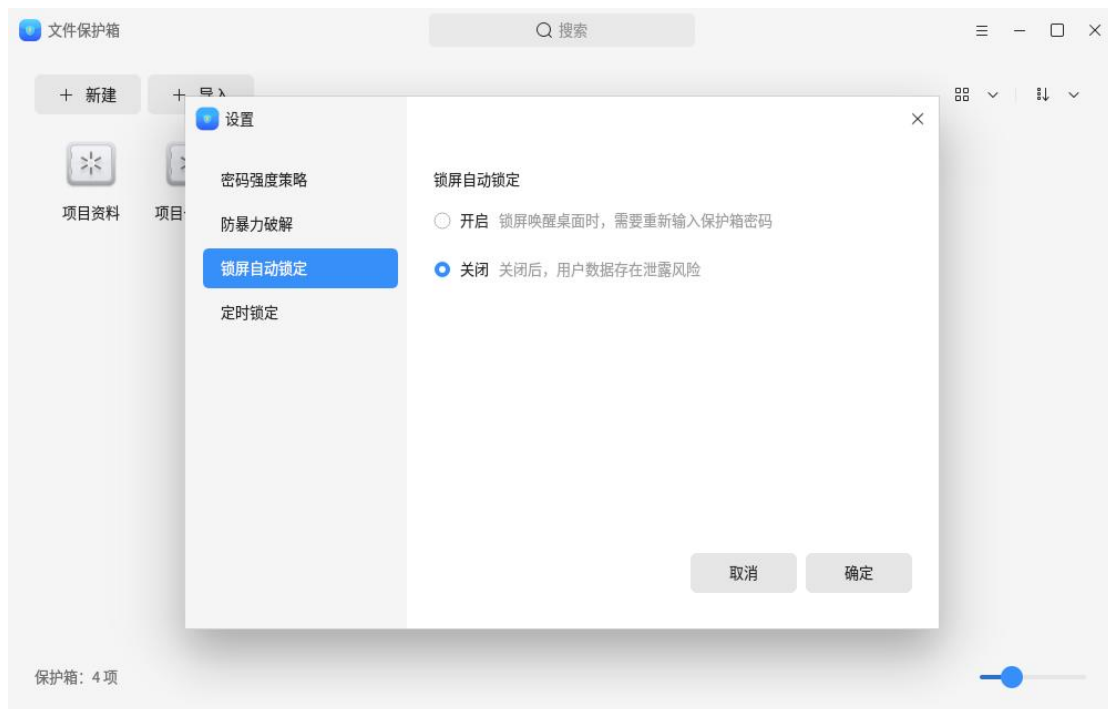 文件保护箱
搜索
新建
导入
设置
密码强度策略
防暴力破解
锁屏自动锁定
定时锁定
锁屏自动锁定
开启 锁屏唤醒桌面时，需要重新输入保护箱密码
关闭 关闭后，用户数据存在泄露风险
取消 确定
项目资料
项目
保护箱：4 项